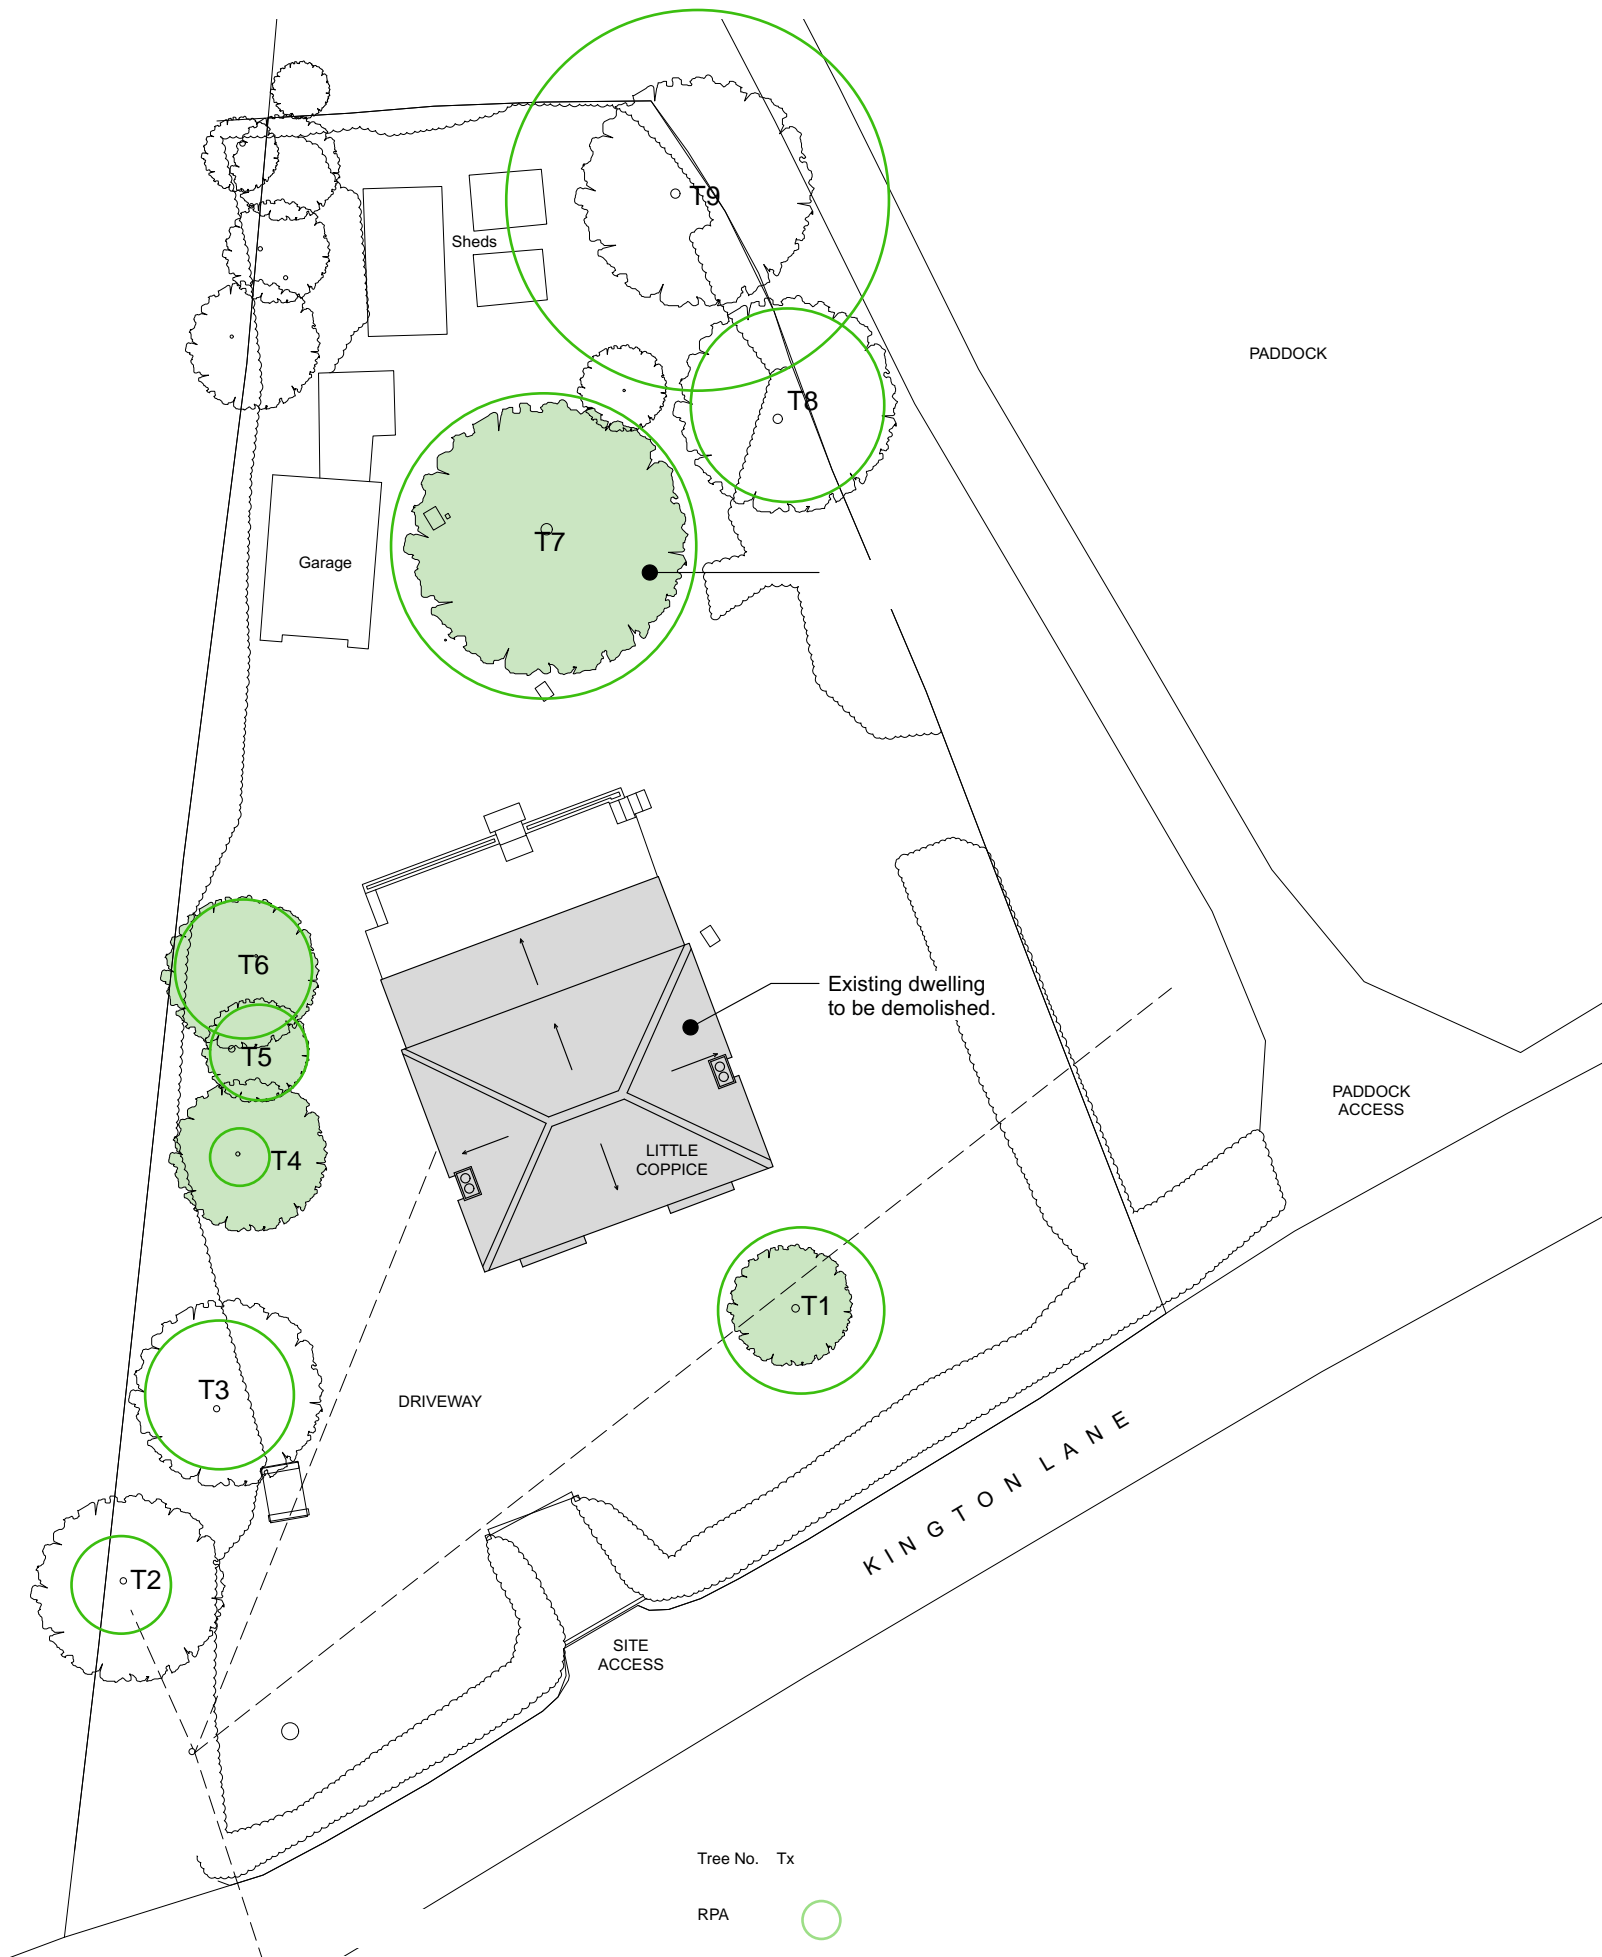 T9
Sheds
PADDOCK
T8
T7
Garage
T6
Existing dwelling
to be demolished.
T5
PADDOCK
ACCESS
T4
LITTLE
COPPICE
T1
T3
DRIVEWAY
KINGTON LANE
T2
SITE
ACCESS
Tree No. Tx
RPA